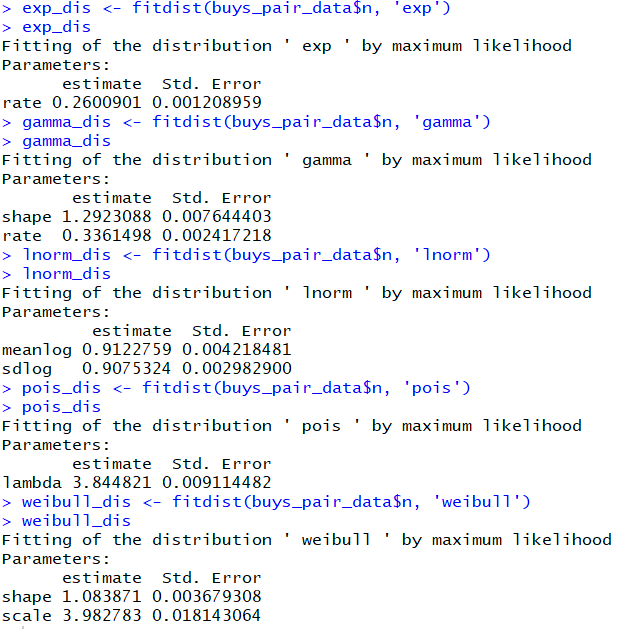 > exp_dis <- fitdist(buys_pair_data$n, 'exp')
> exp_dis
Fitting of the distribution ' exp ' by maximum likelihood
Parameters:
      estimate  Std. Error
rate 0.2600901 0.001208959
> gamma_dis <- fitdist(buys_pair_data$n, 'gamma')
> gamma_dis
Fitting of the distribution ' gamma ' by maximum likelihood
Parameters:
       estimate  Std. Error
shape 1.2923088 0.007644403
rate  0.3361498 0.002417218
> lnorm_dis <- fitdist(buys_pair_data$n, 'lnorm')
> lnorm_dis
Fitting of the distribution ' lnorm ' by maximum likelihood
Parameters:
         estimate  Std. Error
meanlog 0.9122759 0.004218481
sdlog   0.9075324 0.002982900
> pois_dis <- fitdist(buys_pair_data$n, 'pois')
> pois_dis
Fitting of the distribution ' pois ' by maximum likelihood
Parameters:
       estimate  Std. Error
lambda 3.844821 0.009114482
> weibull_dis <- fitdist(buys_pair_data$n, 'weibull')
> weibull_dis
Fitting of the distribution ' weibull ' by maximum likelihood
Parameters:
      estimate  Std. Error
shape 1.083871 0.003679308
scale 3.982783 0.018143064